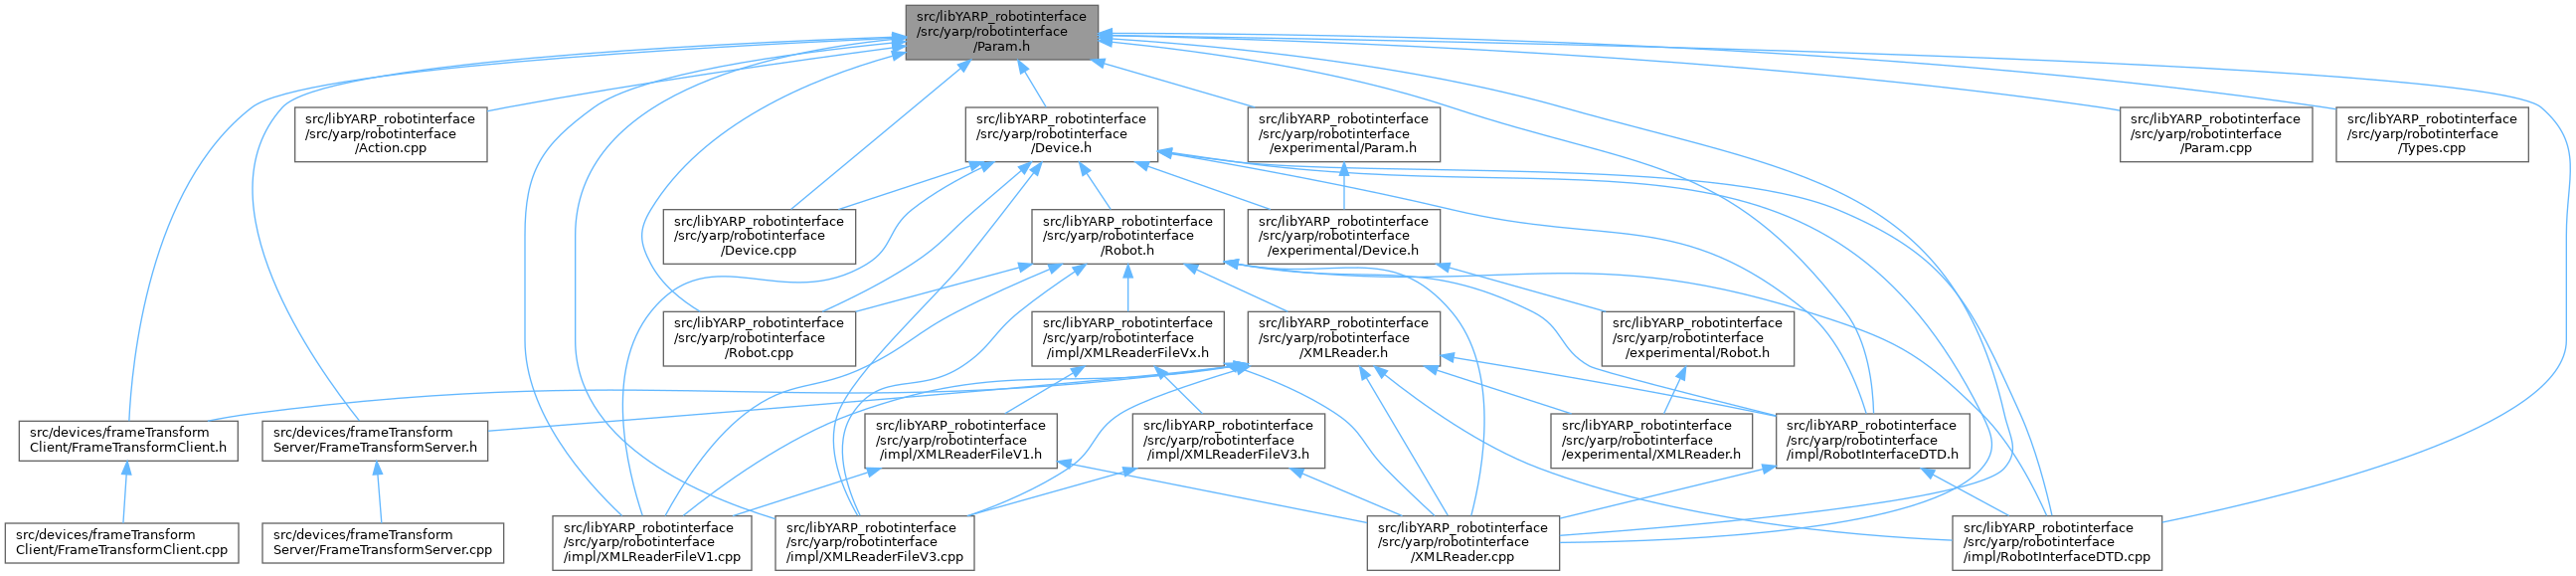 src/libYARP_robotinterface
/src/yarp/robotinterface
/Param.h
src/libYARP_robotinterface
/src/yarp/robotinterface
/Action.cpp
src/libYARP_robotinterface
/src/yarp/robotinterface
/Device.h
src/libYARP_robotinterface
/src/yarp/robotinterface
/experimental/Param.h
src/libYARP_robotinterface
/src/yarp/robotinterface
/Param.cpp
src/libYARP_robotinterface
/src/yarp/robotinterface
/Types.cpp
src/libYARP_robotinterface
/src/yarp/robotinterface
/Device.cpp
src/libYARP_robotinterface
/src/yarp/robotinterface
/Robot.h
src/libYARP_robotinterface
/src/yarp/robotinterface
/experimental/Device.h
src/libYARP_robotinterface
/src/yarp/robotinterface
/Robot.cpp
src/libYARP_robotinterface
/src/yarp/robotinterface
/impl/XMLReaderFileVx.h
src/libYARP_robotinterface
/src/yarp/robotinterface
/XMLReader.h
src/libYARP_robotinterface
/src/yarp/robotinterface
/experimental/Robot.h
src/devices/frameTransform
Client/FrameTransformClient.h
src/devices/frameTransform
Server/FrameTransformServer.h
src/libYARP_robotinterface
/src/yarp/robotinterface
/impl/XMLReaderFileV1.h
src/libYARP_robotinterface
/src/yarp/robotinterface
/impl/XMLReaderFileV3.h
src/libYARP_robotinterface
/src/yarp/robotinterface
/experimental/XMLReader.h
src/libYARP_robotinterface
/src/yarp/robotinterface
/impl/RobotInterfaceDTD.h
src/devices/frameTransform
Client/FrameTransformClient.cpp
src/devices/frameTransform
Server/FrameTransformServer.cpp
src/libYARP_robotinterface
/src/yarp/robotinterface
/impl/XMLReaderFileV1.cpp
src/libYARP_robotinterface
/src/yarp/robotinterface
/impl/XMLReaderFileV3.cpp
src/libYARP_robotinterface
/src/yarp/robotinterface
/XMLReader.cpp
src/libYARP_robotinterface
/src/yarp/robotinterface
/impl/RobotInterfaceDTD.cpp